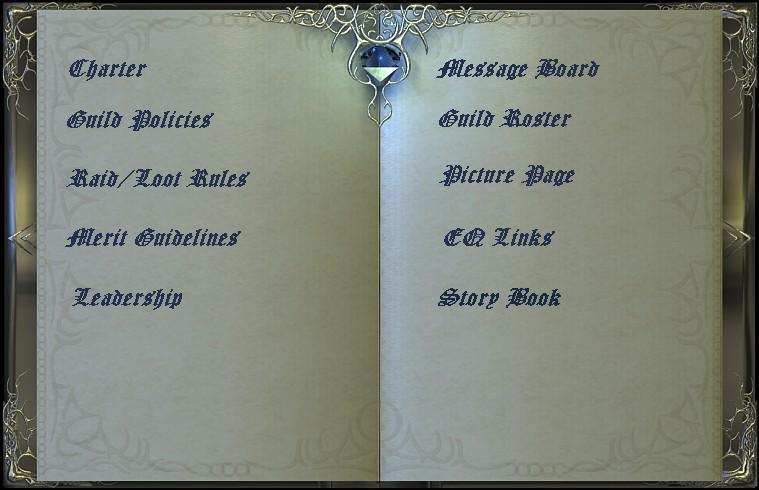 Charter
Guild Policies
Raid/Loot Rules
Merit Guidelines
Leadership
Message Board
Guild Roster
Picture Page
EQ Links
Story Book